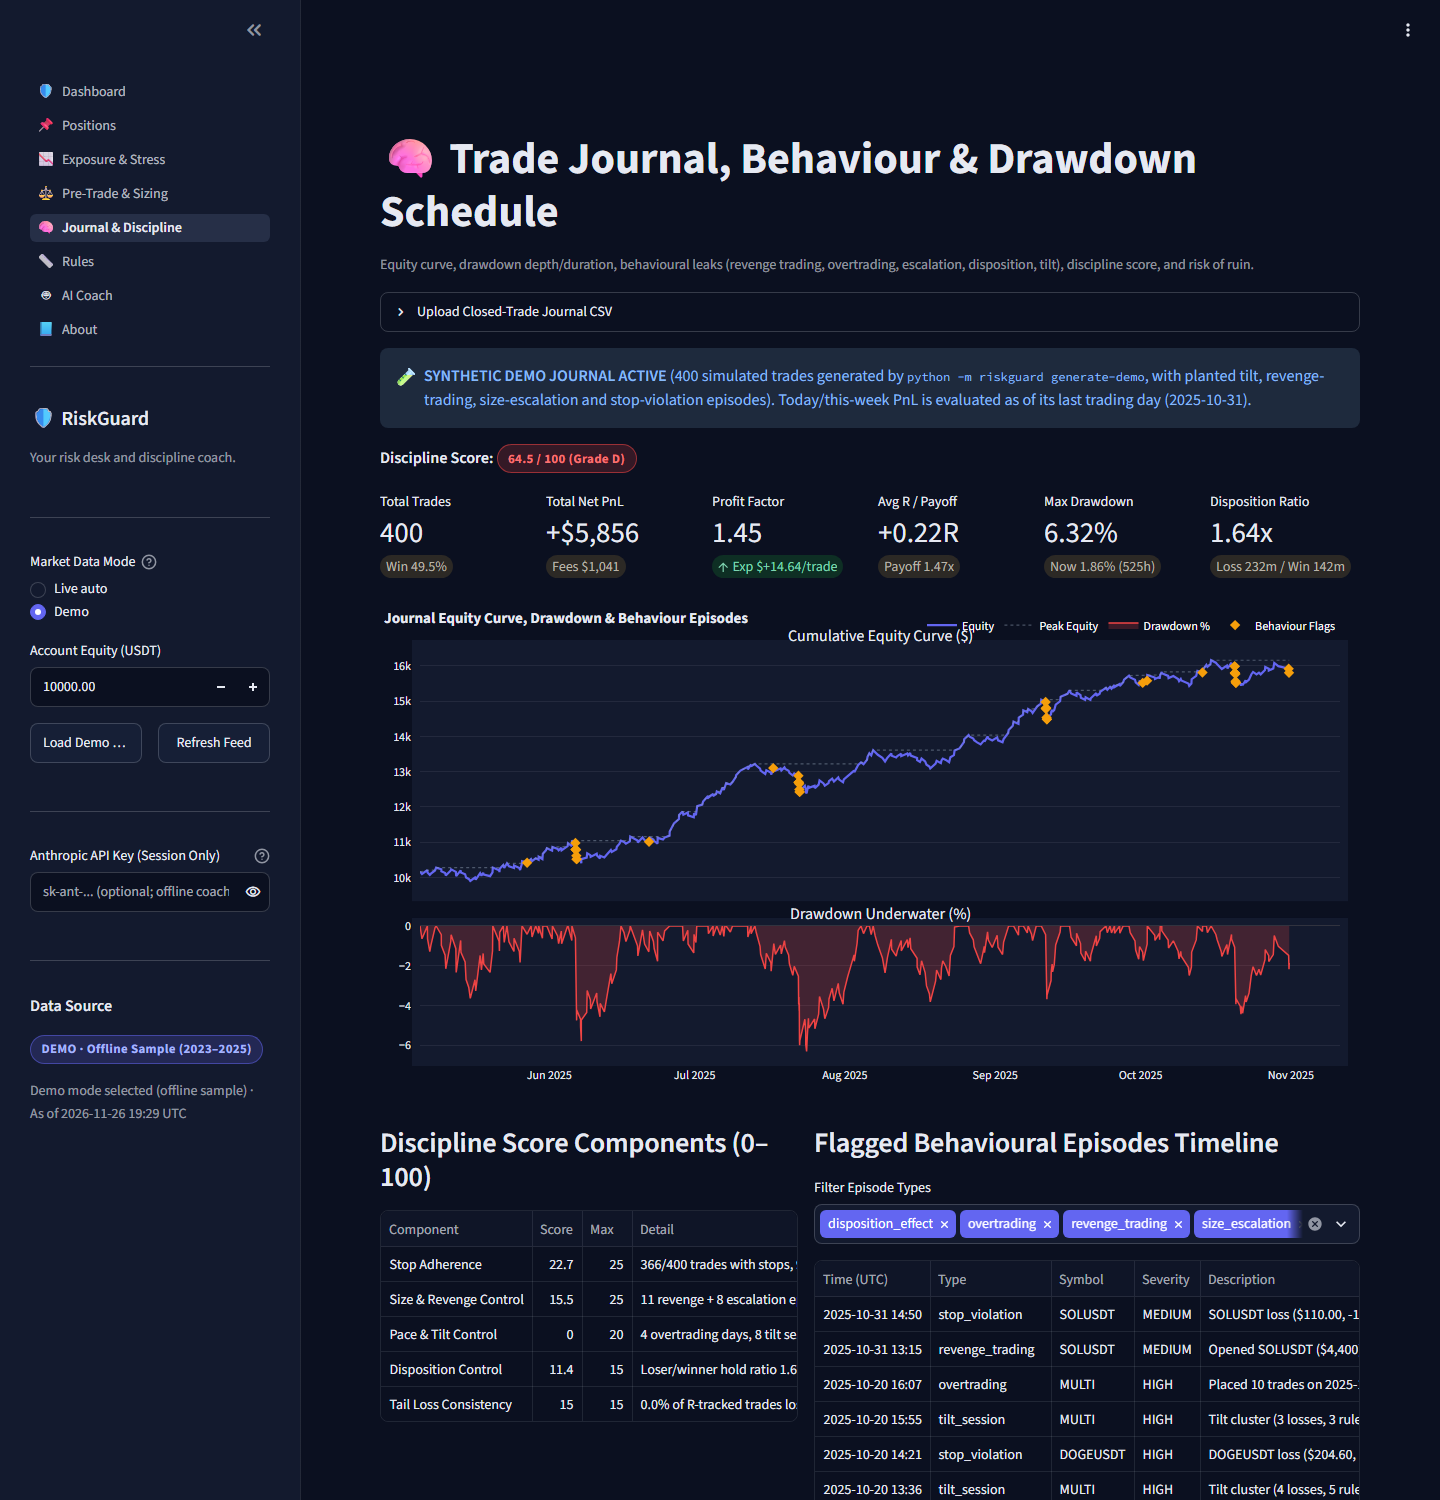 Dashboard
Positions
Exposure & Stress
Pre-Trade & Sizing
Journal & Discipline
Rules
AI Coach
About
RiskGuard
Your risk desk and discipline coach.
Market Data Mode
Live auto
Demo
Account Equity (USDT)
10000.00
Load Demo ...
Refresh Feed
Anthropic API Key (Session Only)
sk-ant-... (optional; offline coach
Data Source
DEMO · Offline Sample (2023–2025)
Demo mode selected (offline sample) ·
As of 2026-11-26 19:29 UTC
Trade Journal, Behaviour & Drawdown
Schedule
Equity curve, drawdown depth/duration, behavioural leaks (revenge trading, overtrading, escalation, disposition, tilt), discipline score, and risk of ruin.
Upload Closed-Trade Journal CSV
SYNTHETIC DEMO JOURNAL ACTIVE (400 simulated trades generated by python -m riskguard generate-demo, with planted tilt, revenge-
trading, size-escalation and stop-violation episodes). Today/this-week PnL is evaluated as of its last trading day (2025-10-31).
Discipline Score: 64.5 / 100 (Grade D)
Total Trades
400
Win 49.5%
Total Net PnL
+$5,856
Fees $1,041
Profit Factor
1.45
↑ Exp $+14.64/trade
Avg R / Payoff
+0.22R
Payoff 1.47x
Max Drawdown
6.32%
Now 1.86% (525h)
Disposition Ratio
1.64x
Loss 232m / Win 142m
Journal Equity Curve, Drawdown & Behaviour Episodes
Equity
Peak Equity
Drawdown %
Behaviour Flags
Cumulative Equity Curve ($)
16k
15k
14k
13k
12k
11k
10k
Drawdown Underwater (%)
0
−2
−4
−6
Jun 2025
Jul 2025
Aug 2025
Sep 2025
Oct 2025
Nov 2025
Discipline Score Components (0–
100)
Component Score Max Detail
Stop Adherence 22.7 25 366/400 trades with stops,
Size & Revenge Control 15.5 25 11 revenge + 8 escalation e
Pace & Tilt Control 0 20 4 overtrading days, 8 tilt se
Disposition Control 11.4 15 Loser/winner hold ratio 1.6
Tail Loss Consistency 15 15 0.0% of R-tracked trades lo
Flagged Behavioural Episodes Timeline
Filter Episode Types
disposition_effect overtrading revenge_trading size_escalation
Time (UTC) Type Symbol Severity Description
2025-10-31 14:50 stop_violation SOLUSDT MEDIUM SOLUSDT loss ($110.00, -1
2025-10-31 13:15 revenge_trading SOLUSDT MEDIUM Opened SOLUSDT ($4,400
2025-10-20 16:07 overtrading MULTI HIGH Placed 10 trades on 2025-
2025-10-20 15:55 tilt_session MULTI HIGH Tilt cluster (3 losses, 3 rule
2025-10-20 14:21 stop_violation DOGEUSDT HIGH DOGEUSDT loss ($204.60,
2025-10-20 13:36 tilt_session MULTI HIGH Tilt cluster (4 losses, 5 rule